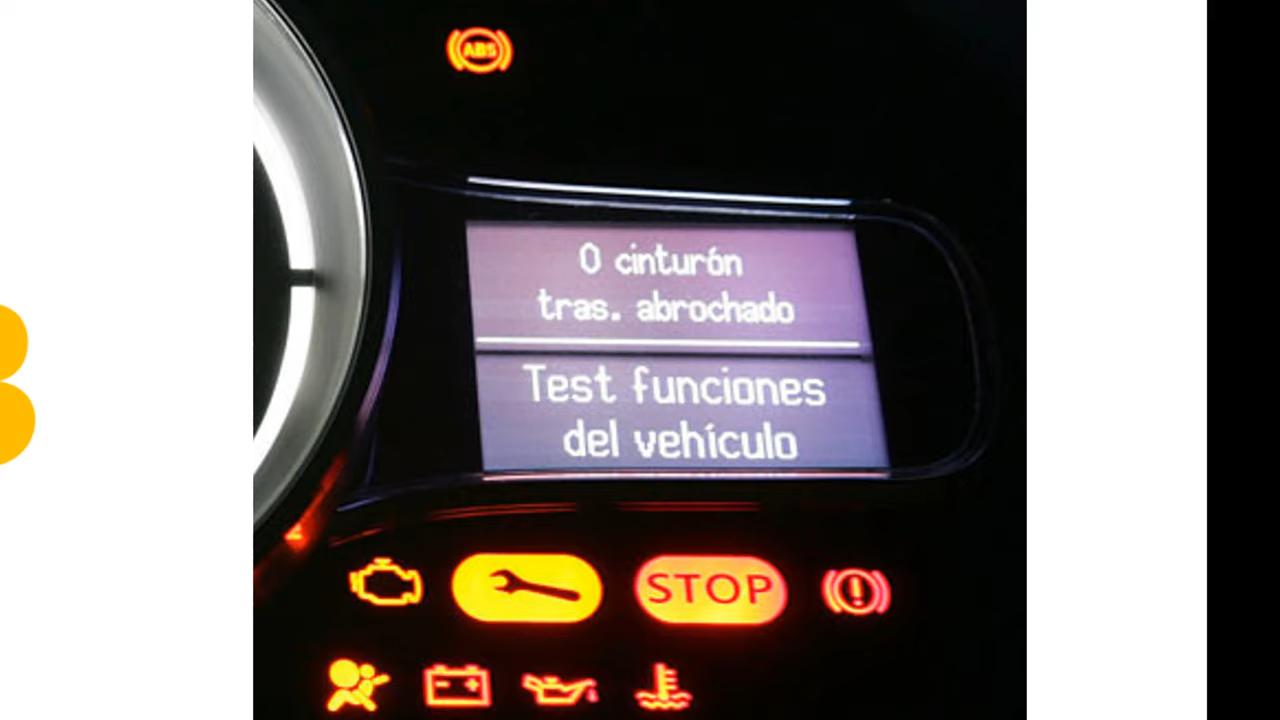 ABS
0 cinturón
tras. abrochado
Test funciones
del vehículo
STOP